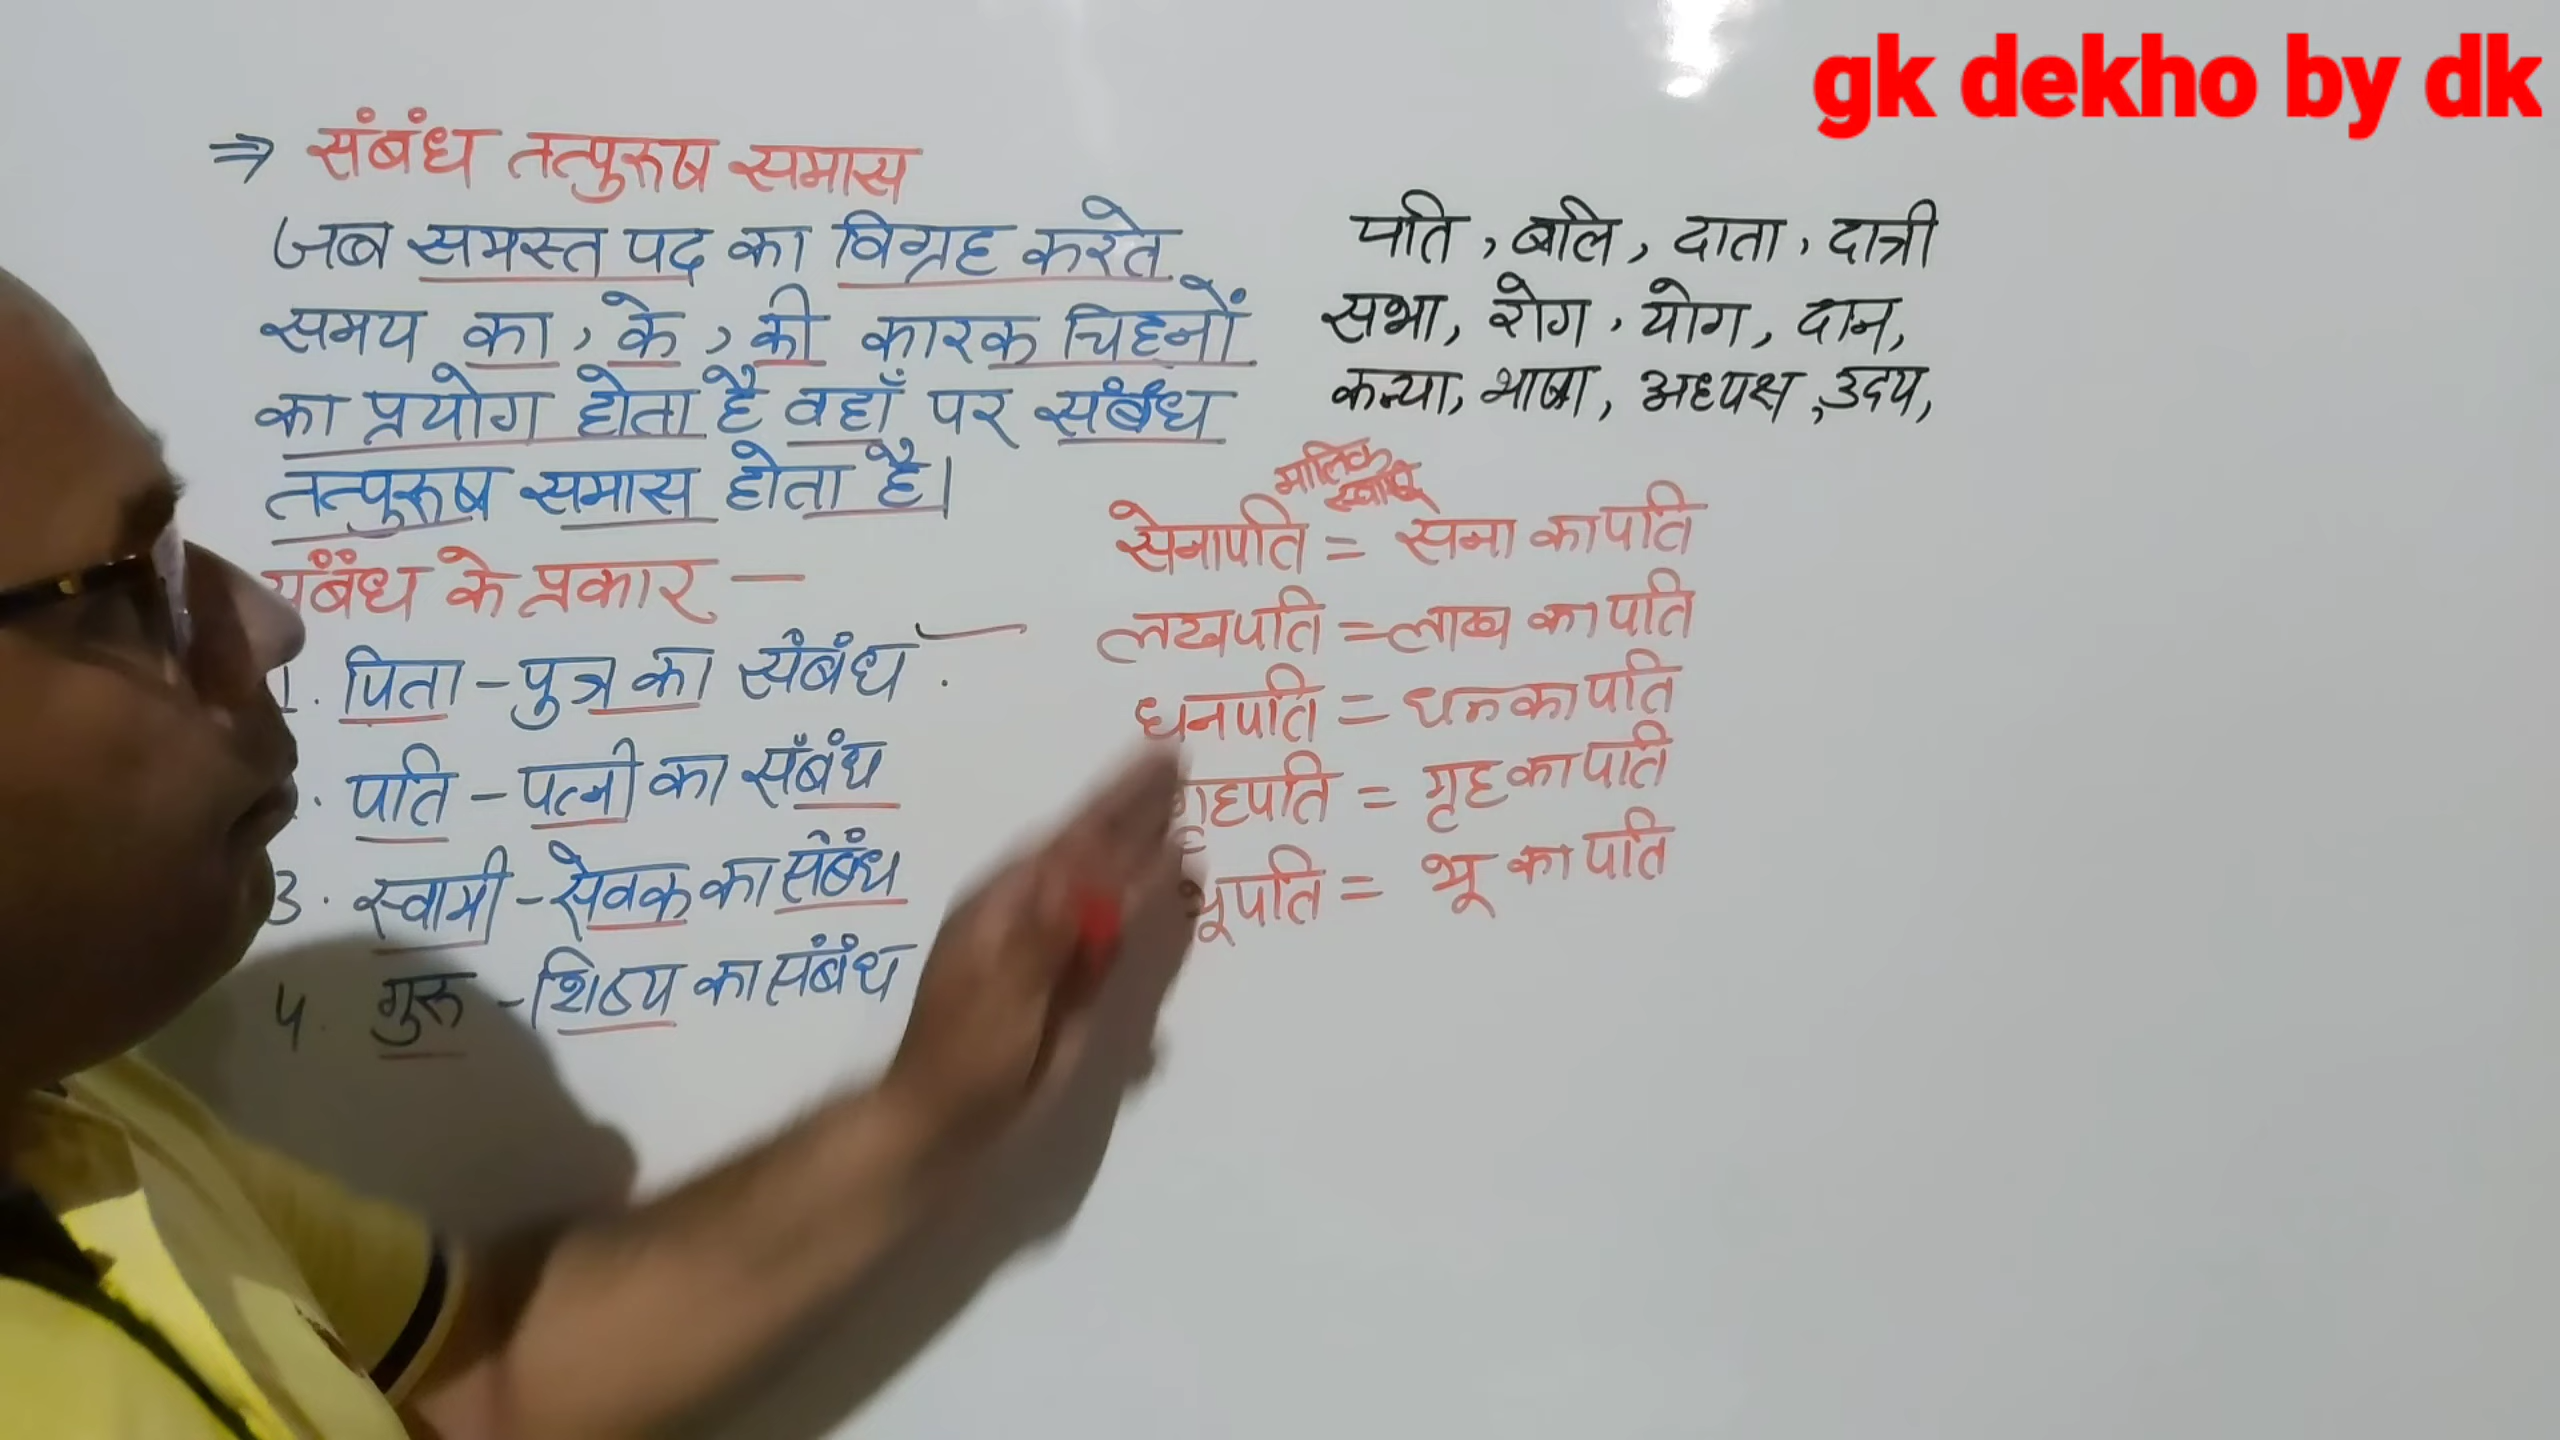 gk dekho by dk
⇒ संबंध तत्पुरूष समास
जब समस्त पद का विग्रह करते
समय का, के, की कारक चिह्नों
का प्रयोग होता है वहाँ पर संबंध
तत्पुरूष समास होता है।
संबंध के प्रकार —
1. पिता - पुत्र का संबंध
. पति - पत्नी का संबंध
3. स्वामी - सेवक का संबंध
4. गुरू - शिष्य का संबंध
पति, बलि, दाता, दात्री
सभा, रोग, योग, दान,
कन्या, भाषा, अध्यक्ष, उदय,
मालिक
सेनापति = सेना का पति
लखपति = लाख का पति
धनपति = धन का पति
गृहपति = गृह का पति
भूपति = भू का पति